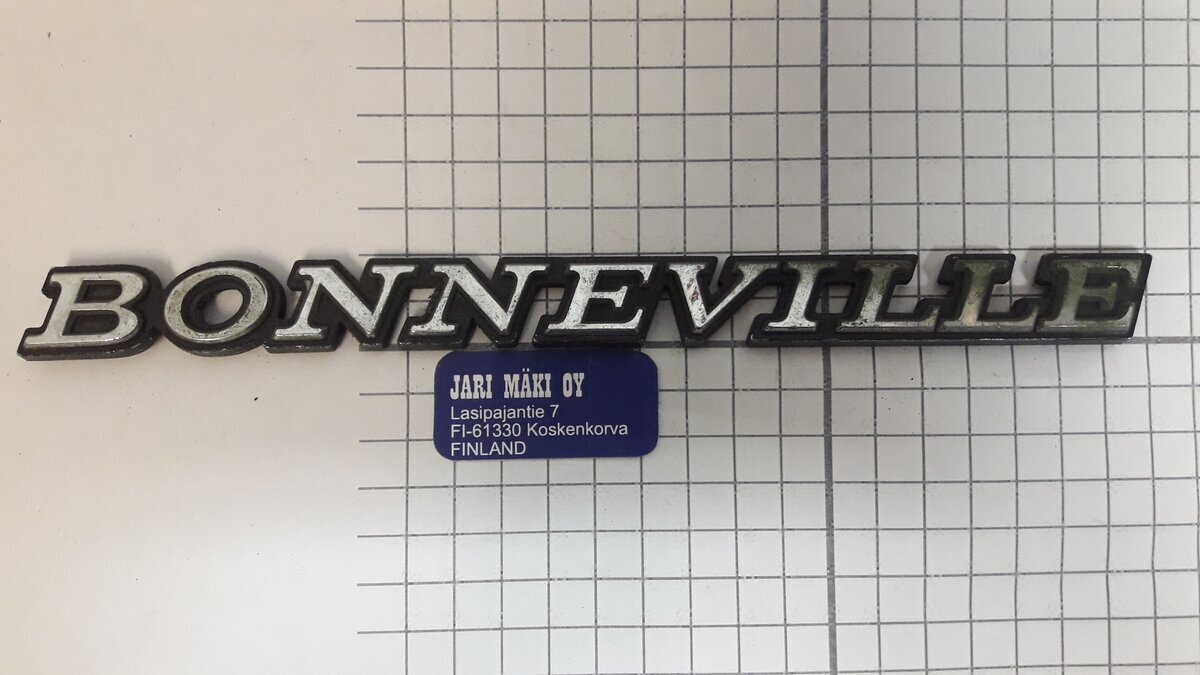 BONNEVILLE
JARI MÄKI OY
Lasipajantie 7
FI-61330 Koskenkorva
FINLAND